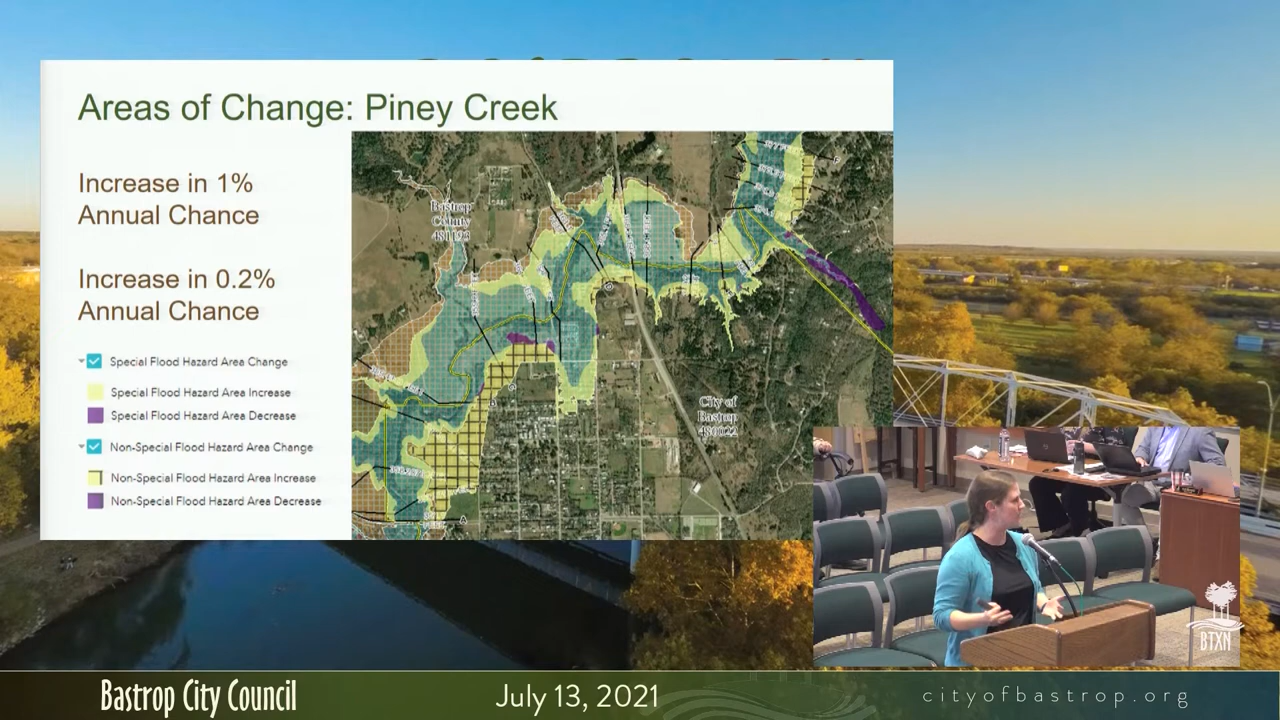 Areas of Change: Piney Creek
Increase in 1%
Annual Chance
Increase in 0.2%
Annual Chance
Special Flood Hazard Area Change
Special Flood Hazard Area Increase
Special Flood Hazard Area Decrease
Non-Special Flood Hazard Area Change
Non-Special Flood Hazard Area Increase
Non-Special Flood Hazard Area Decrease
Bastrop
County
481193
City of
Bastrop
480022
BTXN
Bastrop City Council
July 13, 2021
cityofbastrop.org